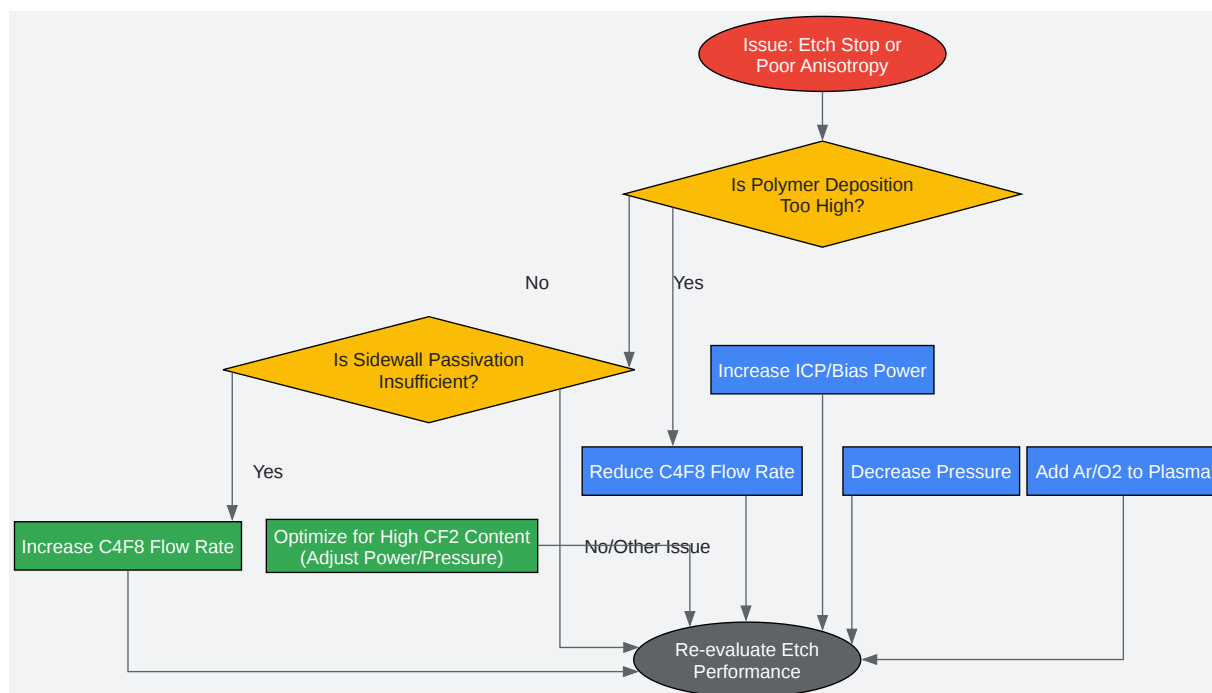 Issue: Etch Stop or
Poor Anisotropy
Is Polymer Deposition
Too High?
No
Yes
Is Sidewall Passivation
Insufficient?
Increase ICP/Bias Power
Yes
Reduce C4F8 Flow Rate
Decrease Pressure
Add Ar/O2 to Plasma
Increase C4F8 Flow Rate
Optimize for High CF2 Content
(Adjust Power/Pressure)
No/Other Issue
Re-evaluate Etch
Performance